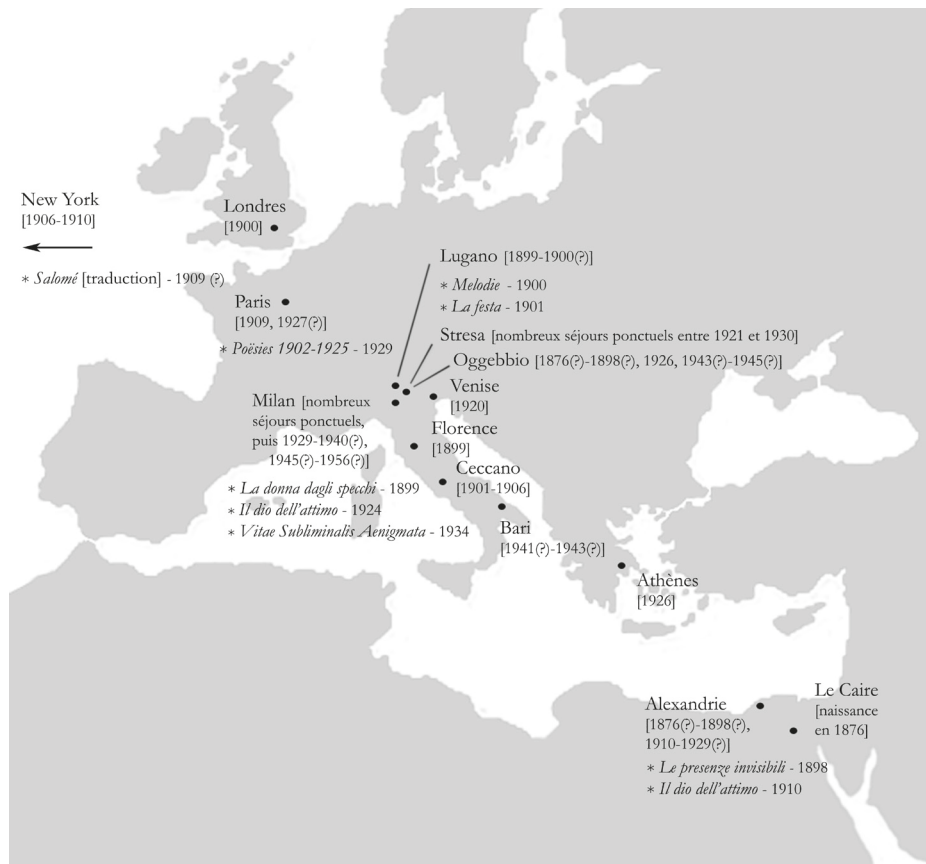 New York
[1906-1910]
* Salomé [traduction] - 1909 (?)
Londres
[1900]
Paris
[1909, 1927(?)]
* Poësies 1902-1925 - 1929
Lugano [1899-1900(?)]
* Melodie - 1900
* La festa - 1901
Stresa [nombreux séjours ponctuels entre 1921 et 1930]
Oggebbio [1876(?)-1898(?), 1926, 1943(?)-1945(?)]
Venise
[1920]
Milan [nombreux
séjours ponctuels,
puis 1929-1940(?),
1945(?)-1956(?)]
* La donna dagli specchi - 1899
* Il dio dell'attimo - 1924
* Vitae Subliminalis Aenigmata - 1934
Florence
[1899]
Ceccano
[1901-1906]
Bari
[1941(?)-1943(?)]
Athènes
[1926]
Alexandrie
[1876(?)-1898(?),
1910-1929(?)]
* Le presenze invisibili - 1898
* Il dio dell'attimo - 1910
Le Caire
[naissance
en 1876]